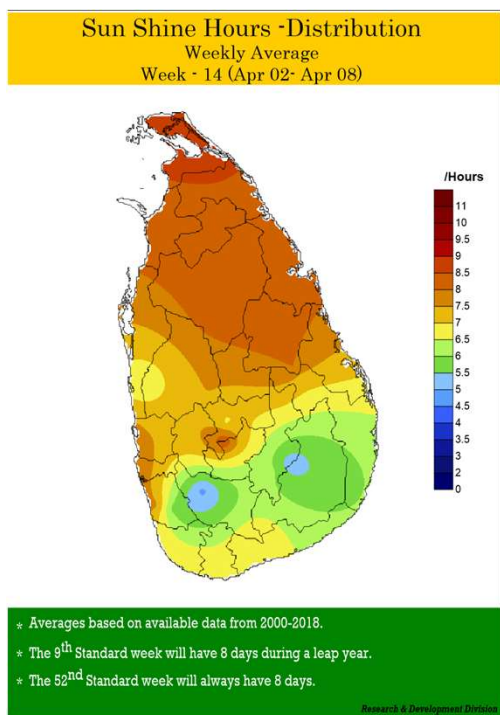 Sun Shine Hours -Distribution
Weekly Average
Week - 14 (Apr 02- Apr 08)
/Hours
11
10
9.5
9
8.5
8
7.5
7
6.5
6
5.5
5
4.5
4
3.5
3
2
0
* Averages based on available data from 2000-2018.
* The 9th Standard week will have 8 days during a leap year.
* The 52nd Standard week will always have 8 days.
Research & Development Division